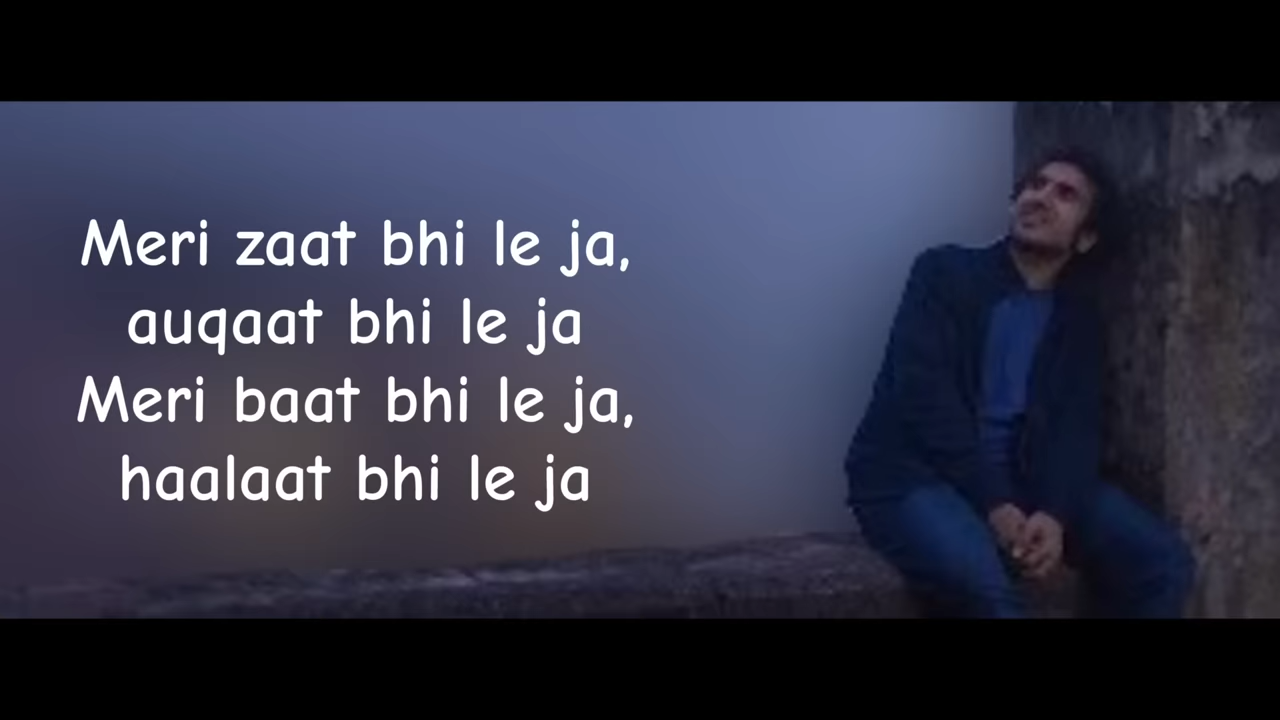 Meri zaat bhi le ja,
auqaat bhi le ja
Meri baat bhi le ja,
haalaat bhi le ja